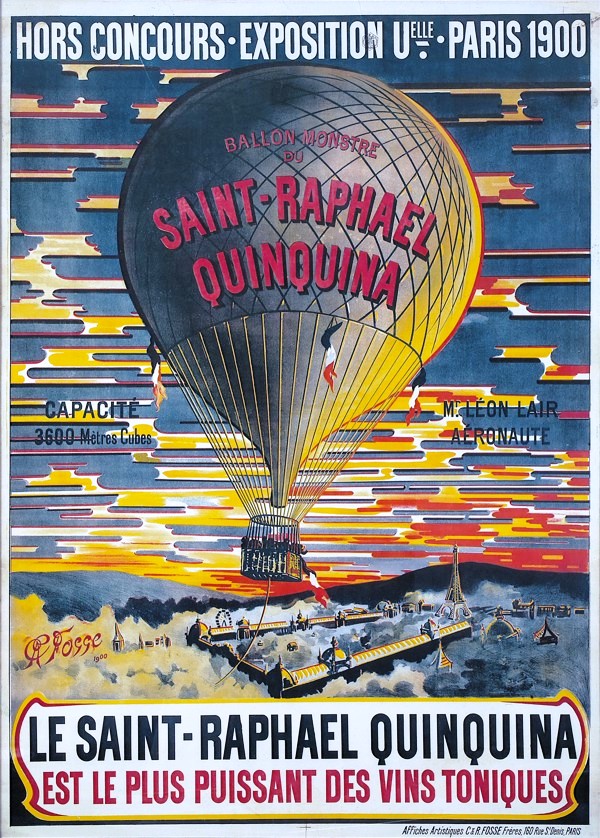 HORS CONCOURS · EXPOSITION UELLE · PARIS 1900
BALLON MONSTRE
DU
SAINT-RAPHAEL
QUINQUINA
CAPACITÉ
3600 Mètres Cubes
Mr LÉON LAIR
AÉRONAUTE
C&R Fosse
1900
LE SAINT-RAPHAEL QUINQUINA
EST LE PLUS PUISSANT DES VINS TONIQUES
Affiches Artistiques C. & R. FOSSE Frères, 160 Rue St Denis, PARIS